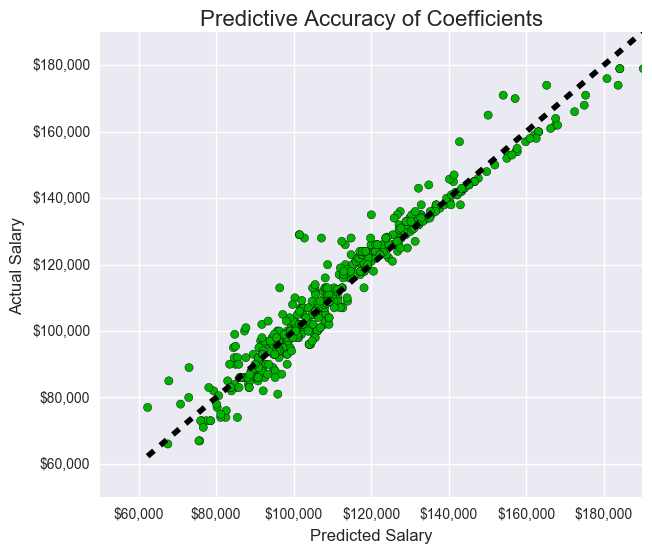 Predictive Accuracy of Coefficients
$180,000
$160,000
$140,000
$120,000
$100,000
$80,000
$60,000
Actual Salary
$60,000 $80,000 $100,000 $120,000 $140,000 $160,000 $180,000
Predicted Salary